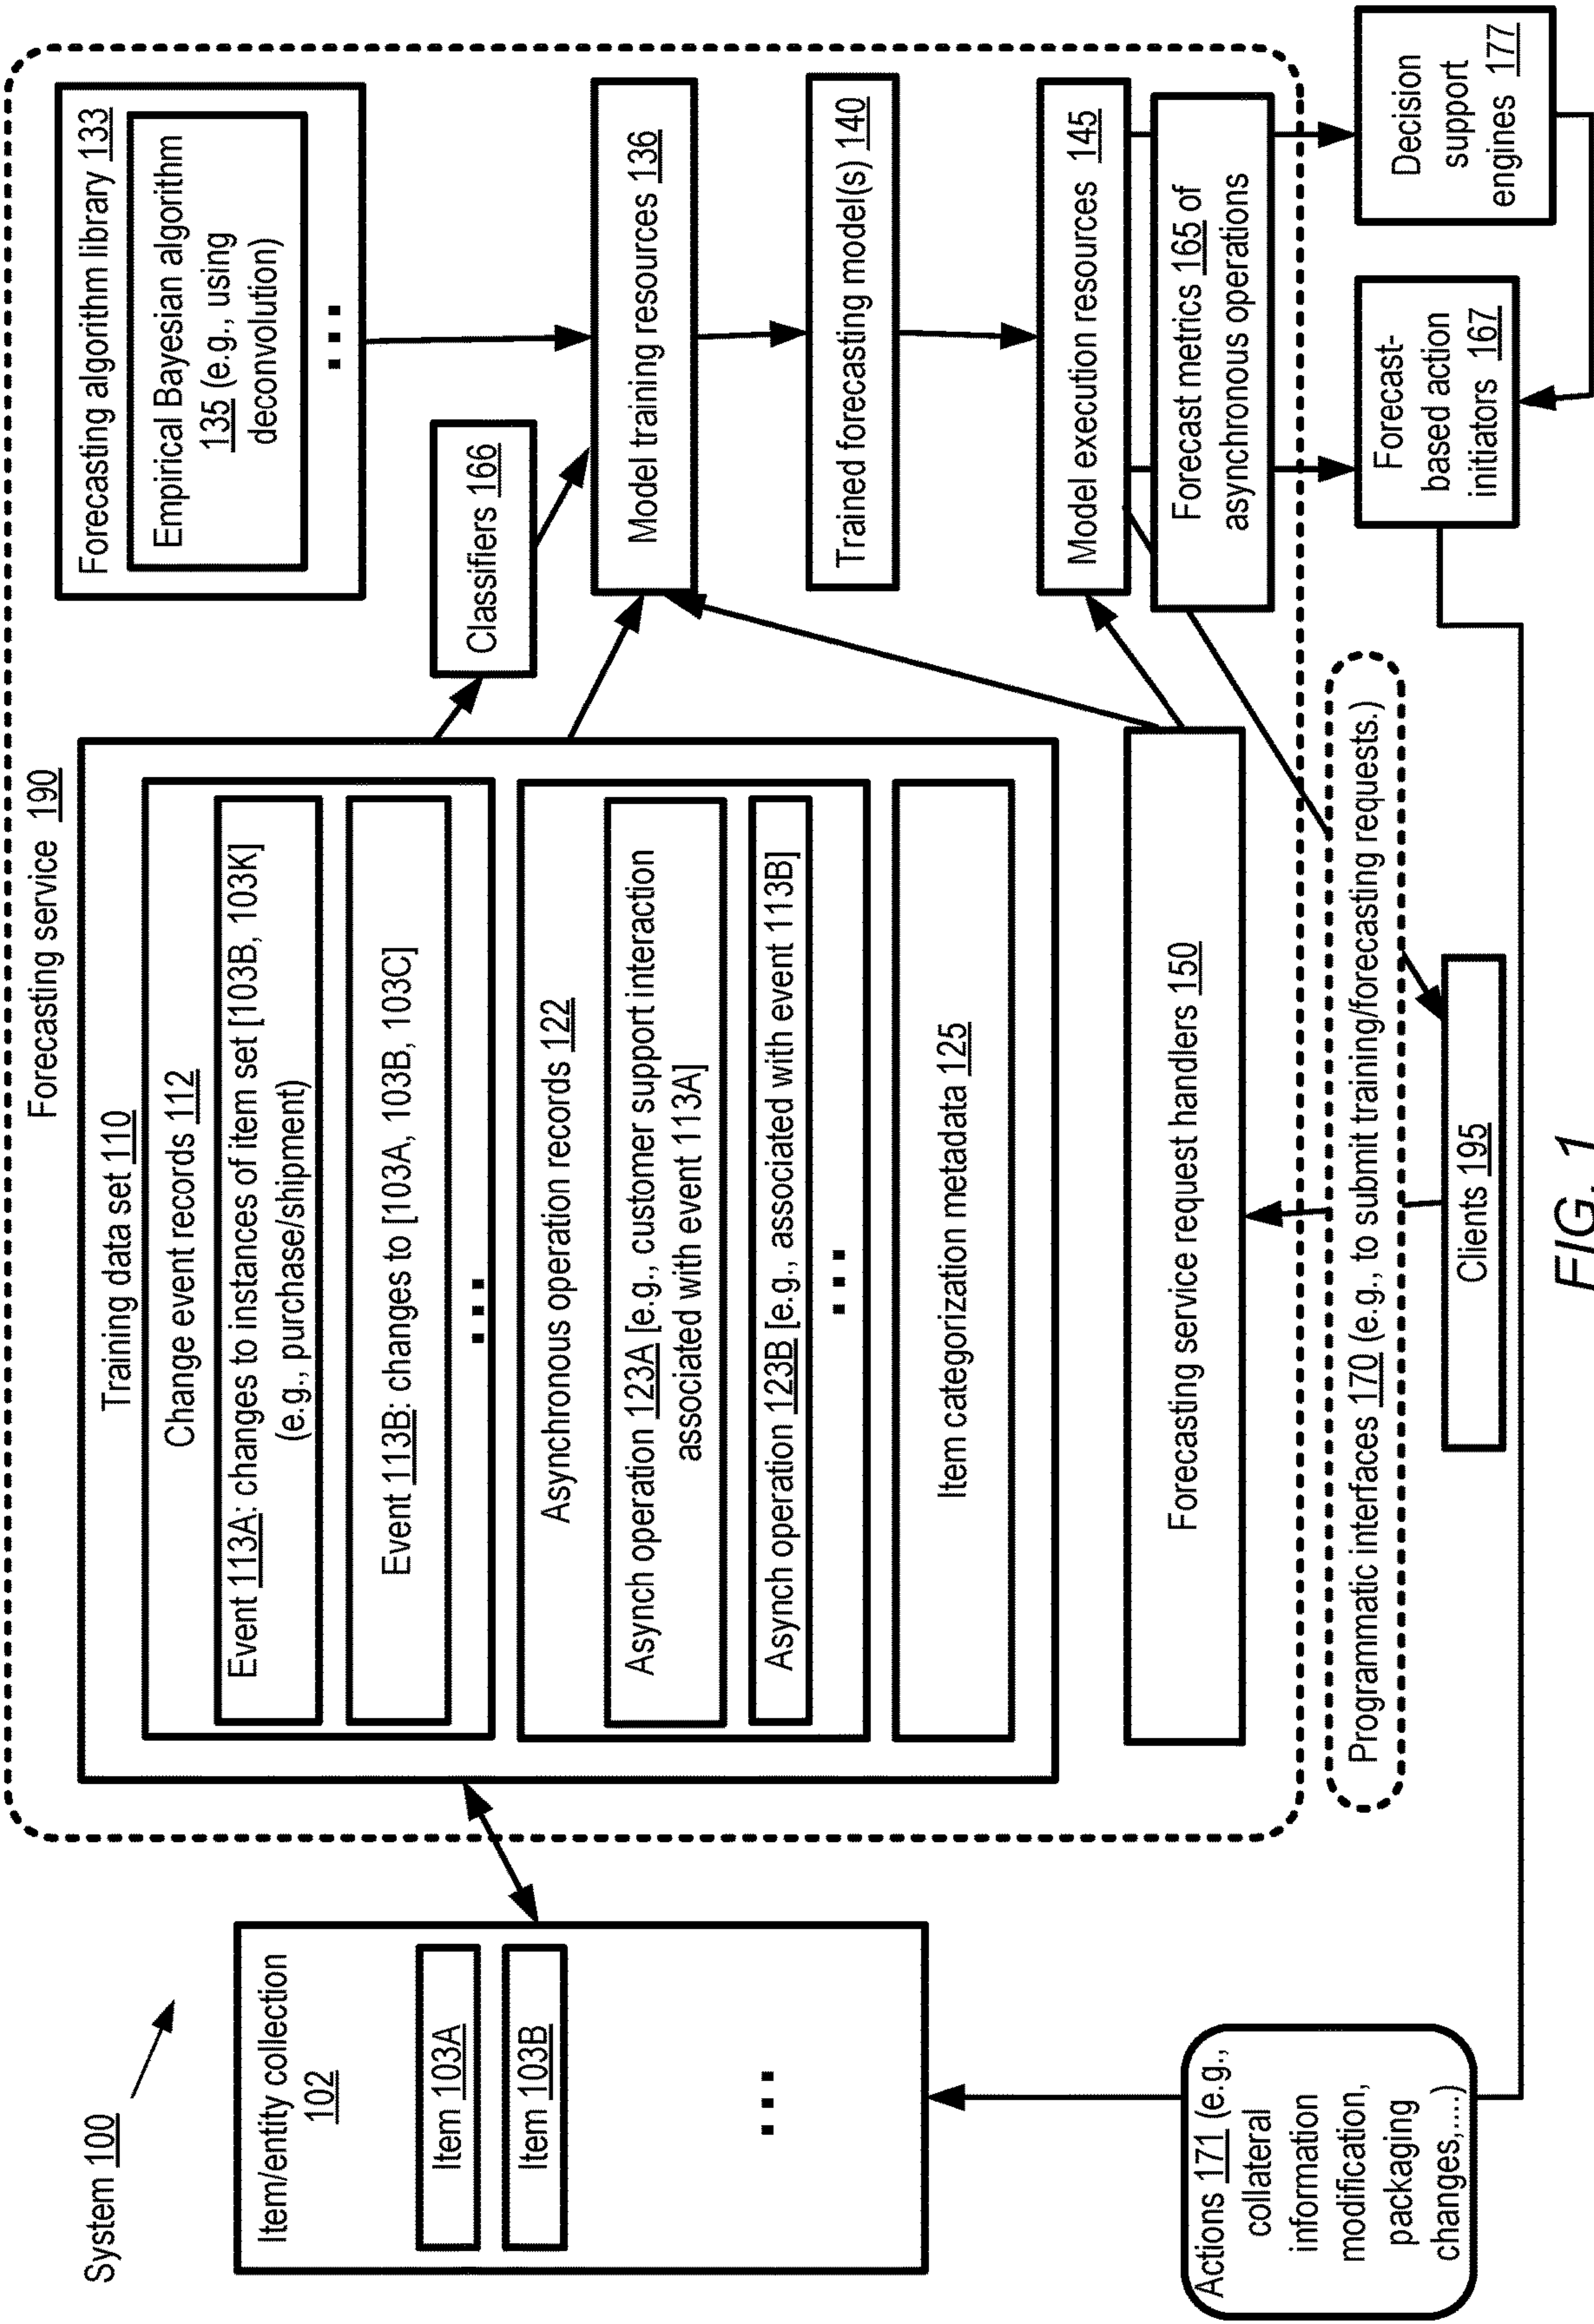 System 100
Item/entity collection
102
Item 103A
Item 103B
...
Actions 171 (e.g.,
collateral
information
modification,
packaging
changes,....)
Forecasting service 190
Training data set 110
Change event records 112
Event 113A: changes to instances of item set [103B, 103K]
(e.g., purchase/shipment)
Event 113B: changes to [103A, 103B, 103C]
...
Asynchronous operation records 122
Asynch operation 123A [e.g., customer support interaction
associated with event 113A]
Asynch operation 123B [e.g., associated with event 113B]
...
Item categorization metadata 125
Forecasting service request handlers 150
Programmatic interfaces 170 (e.g., to submit training/forecasting requests.)
Clients 195
Forecasting algorithm library 133
Empirical Bayesian algorithm
135 (e.g., using
deconvolution)
...
Classifiers 166
Model training resources 136
Trained forecasting model(s) 140
Model execution resources 145
Forecast metrics 165 of
asynchronous operations
Forecast-
based action
initiators 167
Decision
support
engines 177
FIG. 1